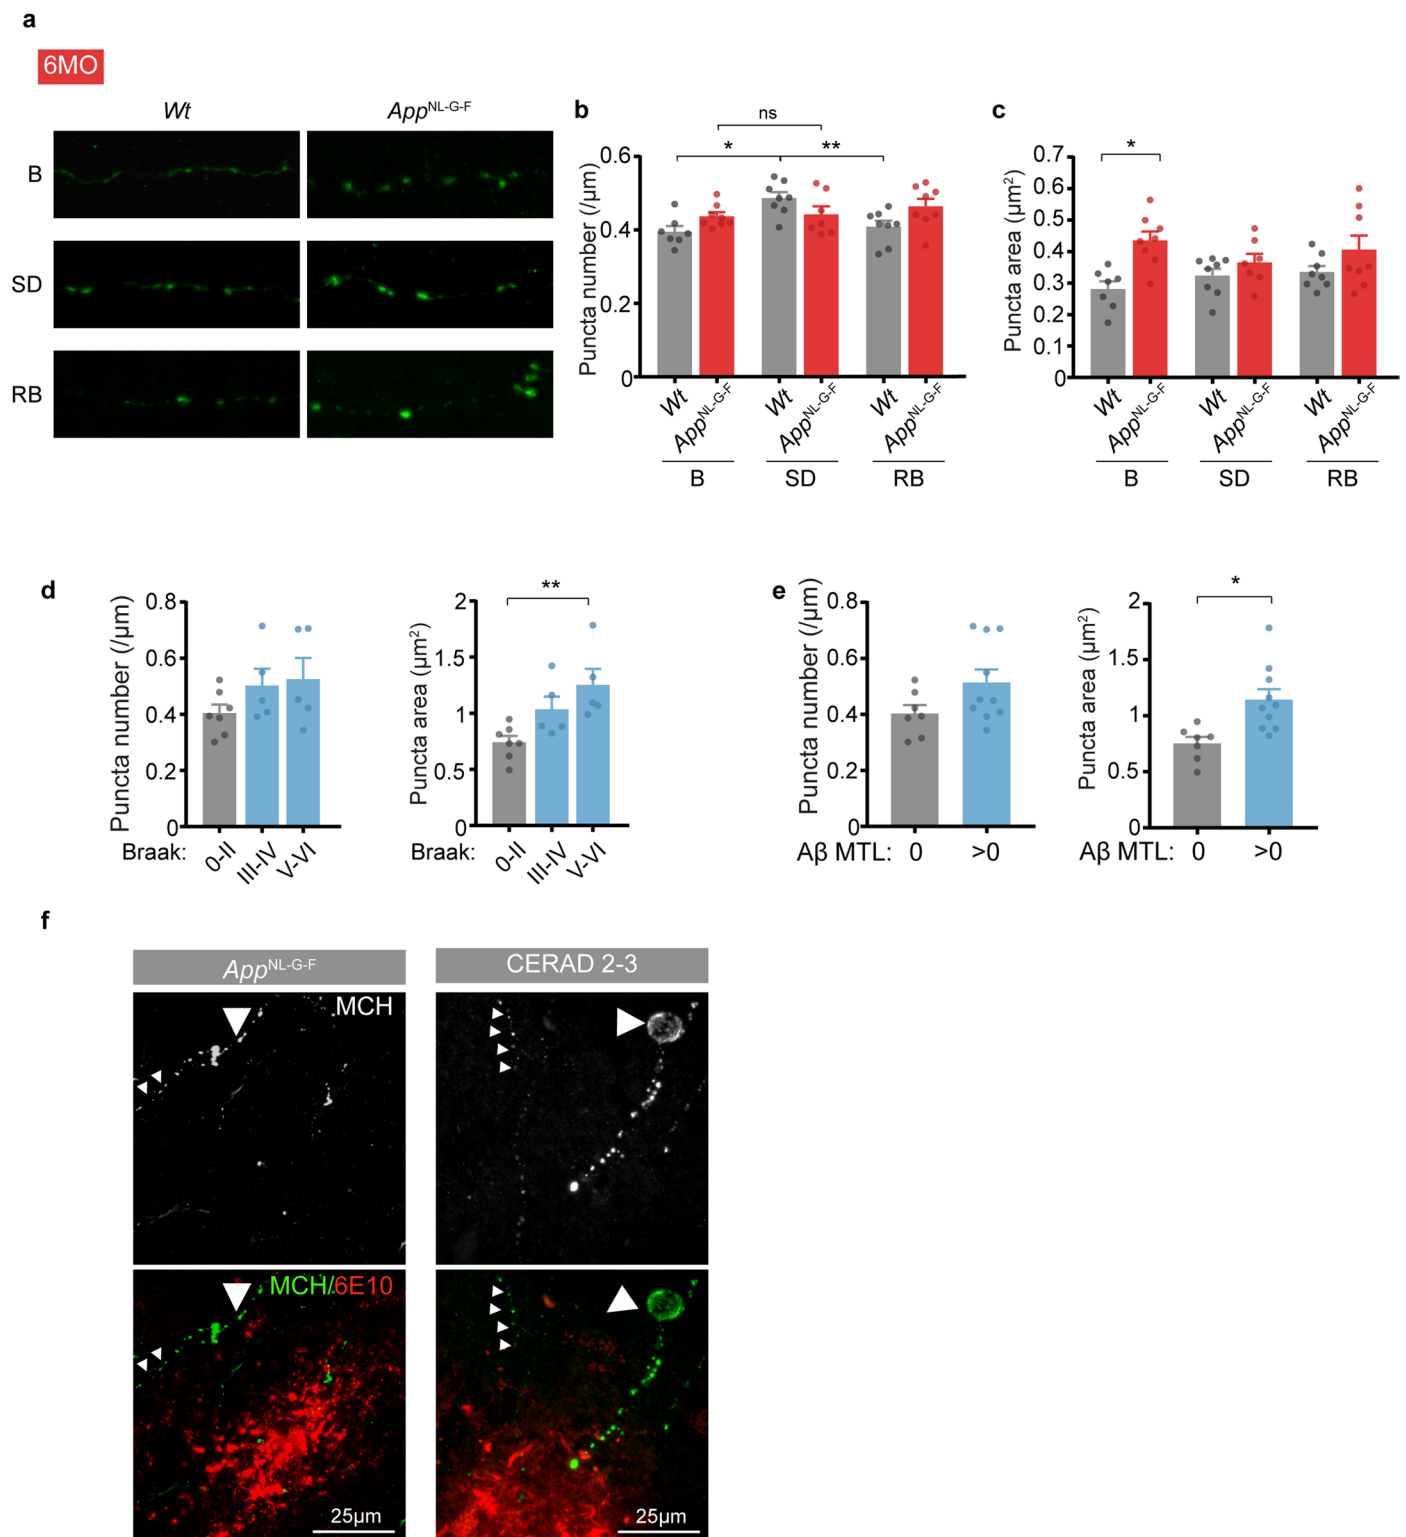 a
6MO
Wt
App^NL-G-F
B
SD
RB
b
ns
*
**
Puncta number (/µm)
0.6
0.4
0.2
0
Wt
App^NL-G-F
Wt
App^NL-G-F
Wt
App^NL-G-F
B
SD
RB
c
*
Puncta area (µm²)
0.7
0.6
0.5
0.4
0.3
0.2
0.1
0
Wt
App^NL-G-F
Wt
App^NL-G-F
Wt
App^NL-G-F
B
SD
RB
d
Puncta number (/µm)
0.8
0.6
0.4
0.2
0
Braak:
0-II
III-IV
V-VI
**
Puncta area (µm²)
2
1.5
1
0.5
0
Braak:
0-II
III-IV
V-VI
e
Puncta number (/µm)
0.8
0.6
0.4
0.2
0
Aβ MTL: 0 >0
*
Puncta area (µm²)
2
1.5
1
0.5
0
Aβ MTL: 0 >0
f
App^NL-G-F
CERAD 2-3
MCH
MCH/6E10
25µm
25µm